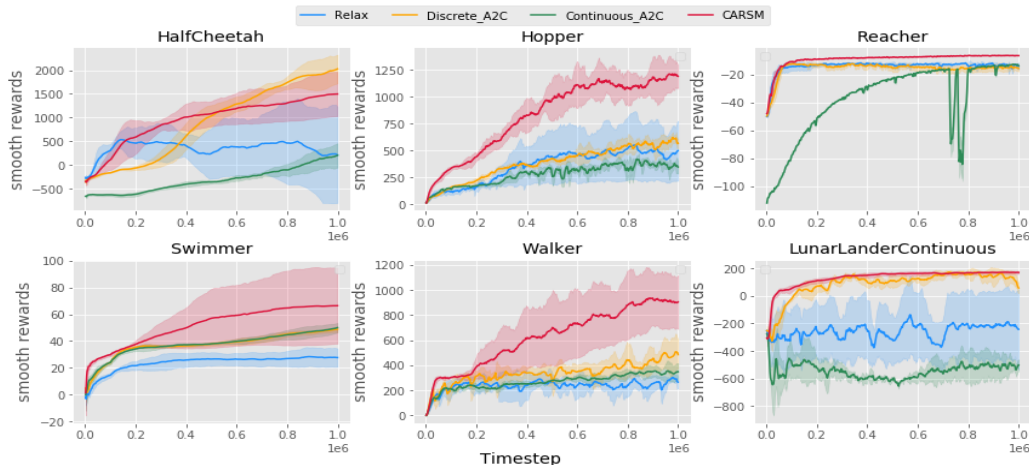 Relax Discrete_A2C Continuous_A2C CARSM
HalfCheetah Hopper Reacher
smooth rewards
2000
1500
1000
500
0
−500
0.0 0.2 0.4 0.6 0.8 1.0
1e6
smooth rewards
1250
1000
750
500
250
0
0.0 0.2 0.4 0.6 0.8 1.0
1e6
smooth rewards
−20
−40
−60
−80
−100
0.0 0.2 0.4 0.6 0.8 1.0
1e6
Swimmer Walker LunarLanderContinuous
smooth rewards
100
80
60
40
20
0
−20
0.0 0.2 0.4 0.6 0.8 1.0
1e6
smooth rewards
1200
1000
800
600
400
200
0
0.0 0.2 0.4 0.6 0.8 1.0
1e6
smooth rewards
200
0
−200
−400
−600
−800
0.0 0.2 0.4 0.6 0.8 1.0
1e6
Timestep